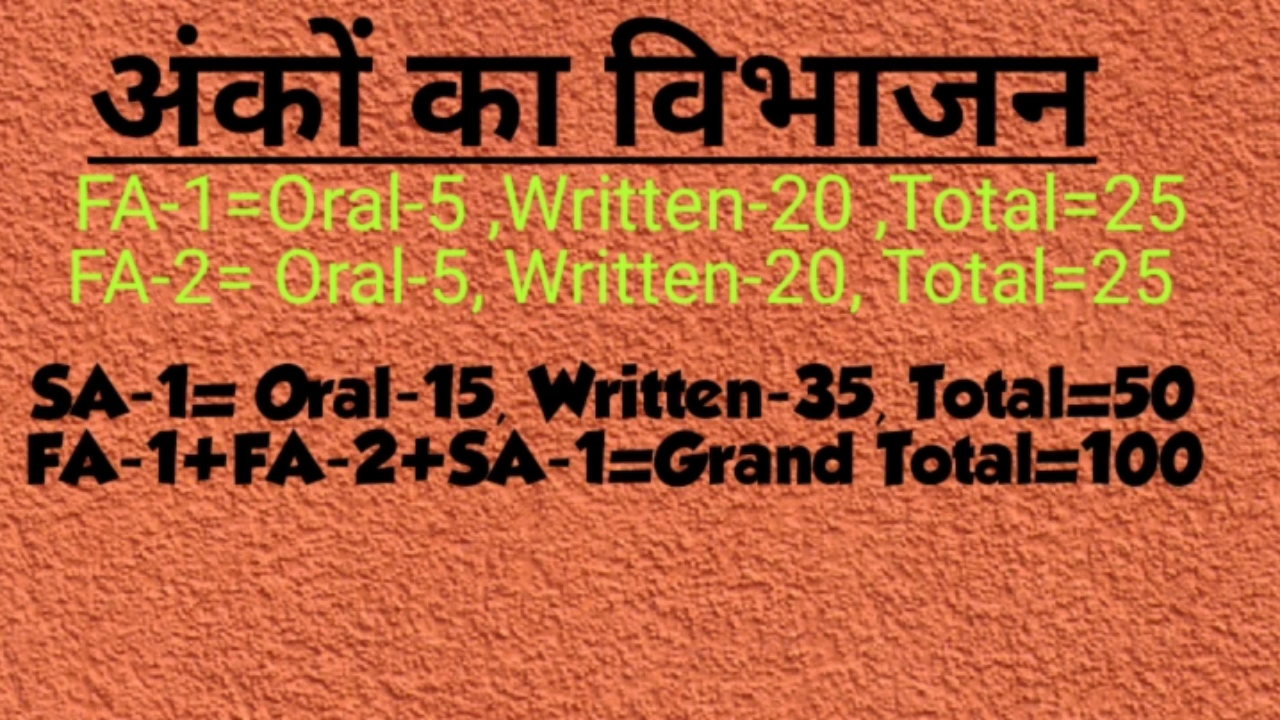 अंकों का विभाजन
FA-1=Oral-5 ,Written-20 ,Total=25
FA-2= Oral-5, Written-20, Total=25
SA-1= Oral-15, Written-35, Total=50
FA-1+FA-2+SA-1=Grand Total=100